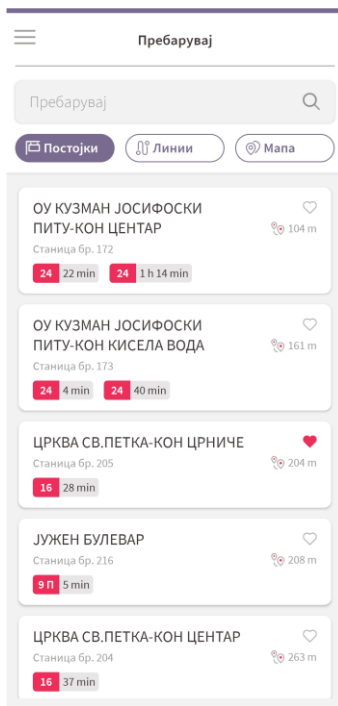 Пребарувај
Пребарувај
Постојки
Линии
Мапа
ОУ КУЗМАН ЈОСИФОСКИ
ПИТУ-КОН ЦЕНТАР
104 m
Станица бр. 172
24 22 min 24 1 h 14 min
ОУ КУЗМАН ЈОСИФОСКИ
ПИТУ-КОН КИСЕЛА ВОДА
161 m
Станица бр. 173
24 4 min 24 40 min
ЦРКВА СВ.ПЕТКА-КОН ЦРНИЧЕ
Станица бр. 205
204 m
16 28 min
ЈУЖЕН БУЛЕВАР
Станица бр. 216
208 m
9 П 5 min
ЦРКВА СВ.ПЕТКА-КОН ЦЕНТАР
Станица бр. 204
263 m
16 37 min